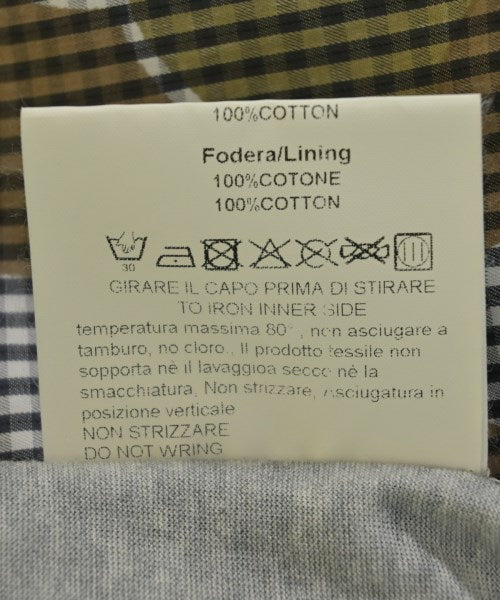 100%COTTON
Fodera/Lining
100%COTONE
100%COTTON
30
GIRARE IL CAPO PRIMA DI STIRARE
TO IRON INNER SIDE
temperatura massima 80°, non asciugare a
tamburo, no cloro., Il prodotto tessile non
sopporta nè il lavaggioa secco nè la
smacchiatura, Non strizzare, Asciugatura in
posizione verticale
NON STRIZZARE
DO NOT WRING